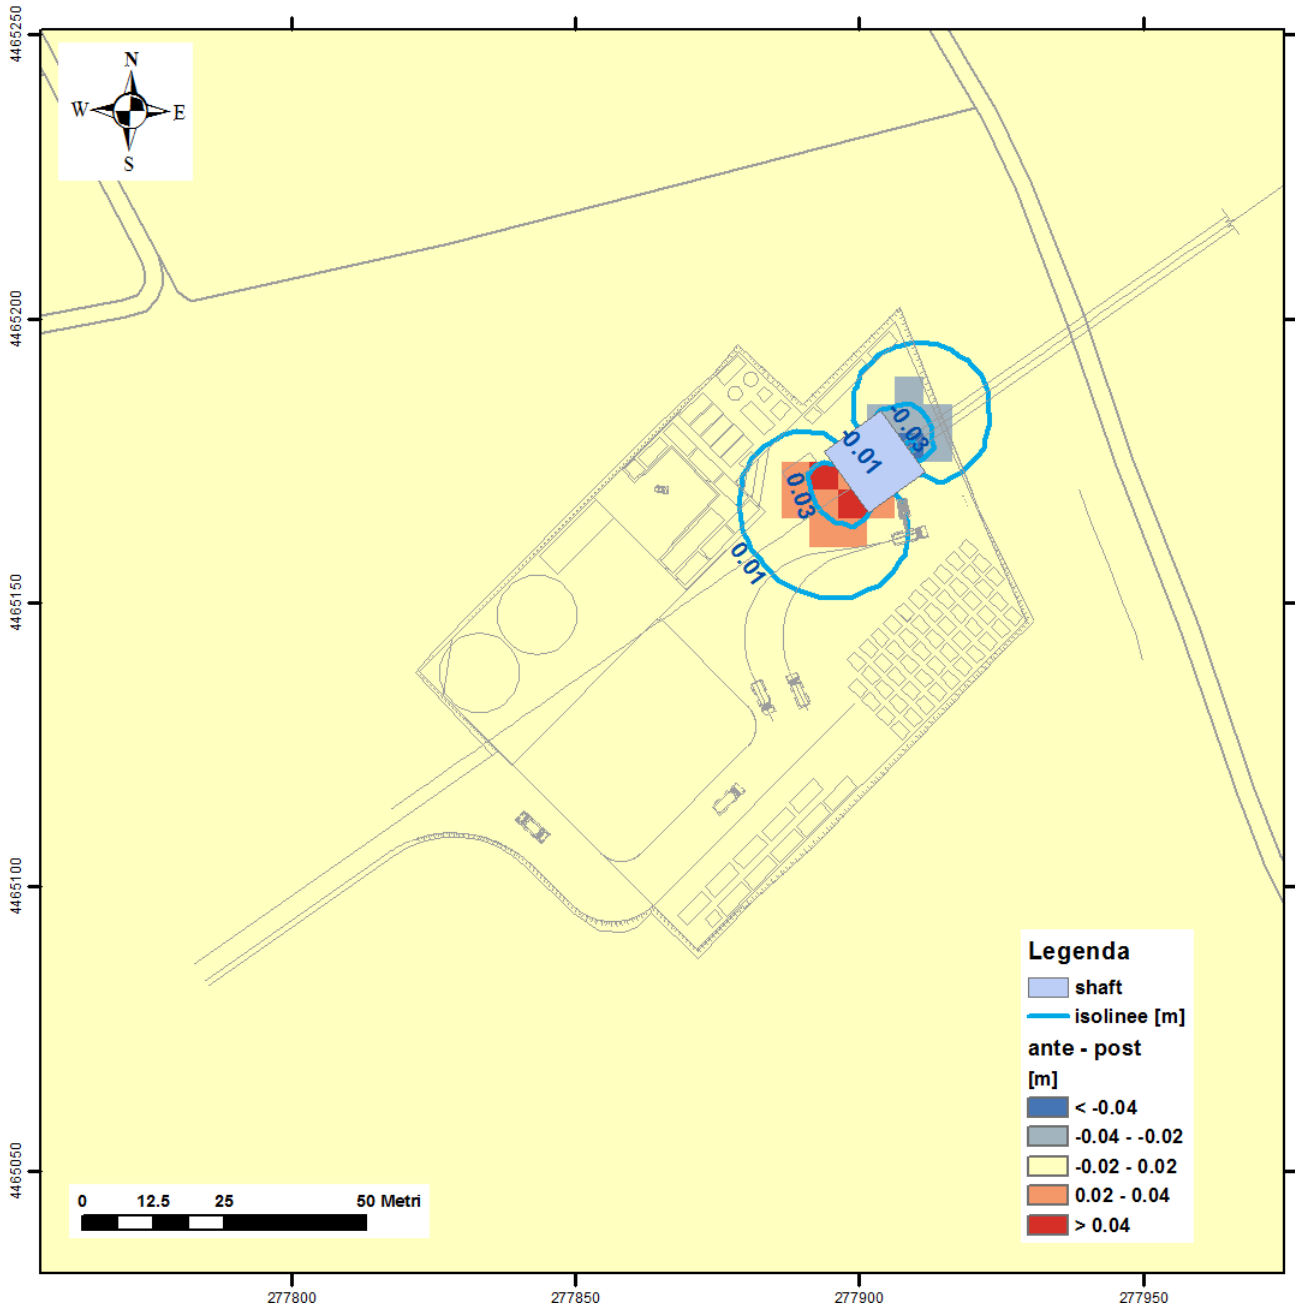 4465250
4465200
4465150
4465100
4465050
N
W E
S
-0.03
-0.01
0.03
0.01
Legenda
shaft
isolinee [m]
ante - post
[m]
< -0.04
-0.04 - -0.02
-0.02 - 0.02
0.02 - 0.04
> 0.04
0 12.5 25 50 Metri
277800 277850 277900 277950